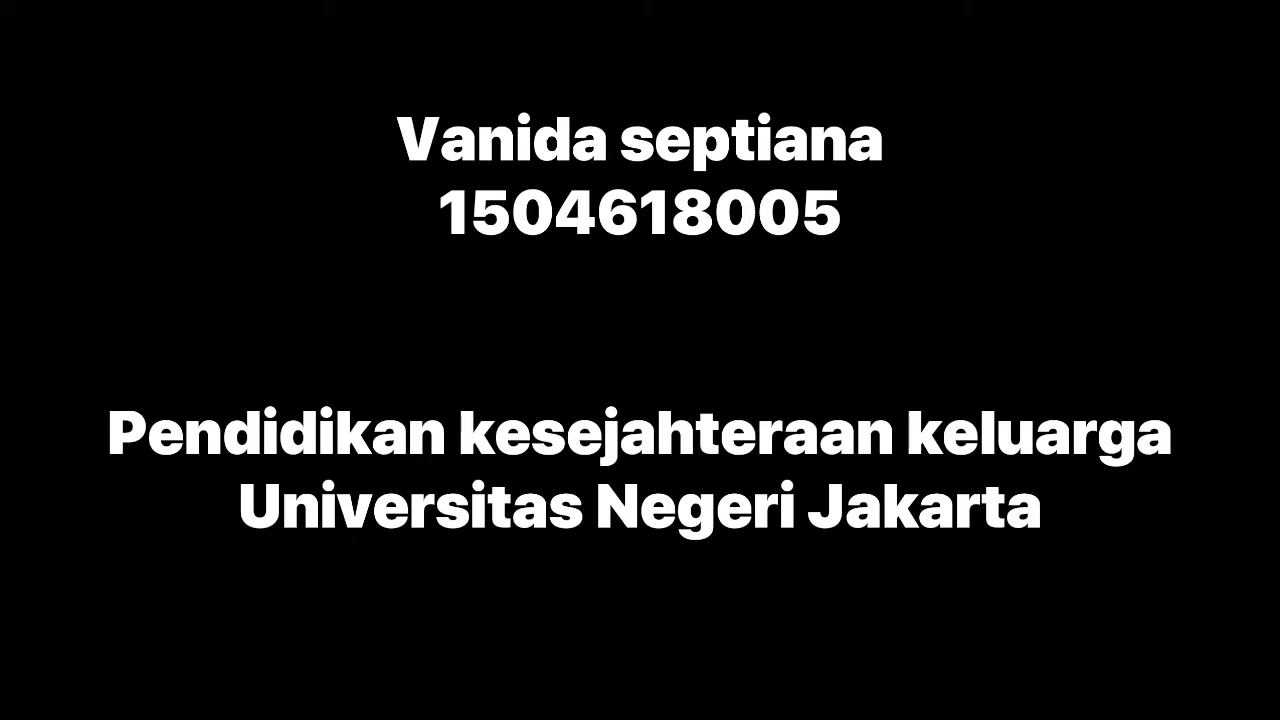 Vanida septiana
1504618005
Pendidikan kesejahteraan keluarga
Universitas Negeri Jakarta